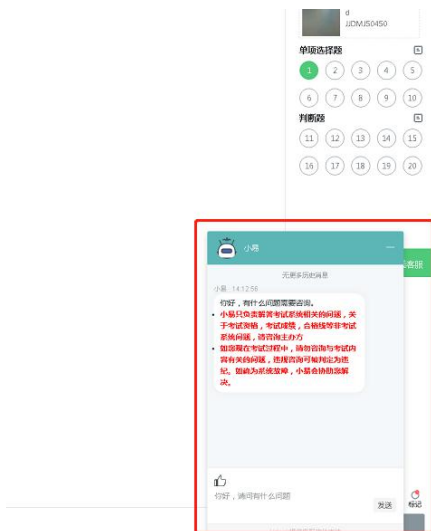 d
JJDMJS0450
单项选择题
1 2 3 4 5
6 7 8 9 10
判断题
11 12 13 14 15
16 17 18 19 20
小易
客服
无更多历史消息
小易 14:12:56
你好，有什么问题需要咨询。
小易只负责解答考试系统相关的问题，关
于考试资格，考试成绩，合格线等非考试
系统问题，请咨询主办方
如您现在考试过程中，请勿咨询与考试内
容有关的问题，违规咨询可被判定为违
纪。如确为系统故障，小易会协助您解
决。
你好，请问有什么问题
发送
标记